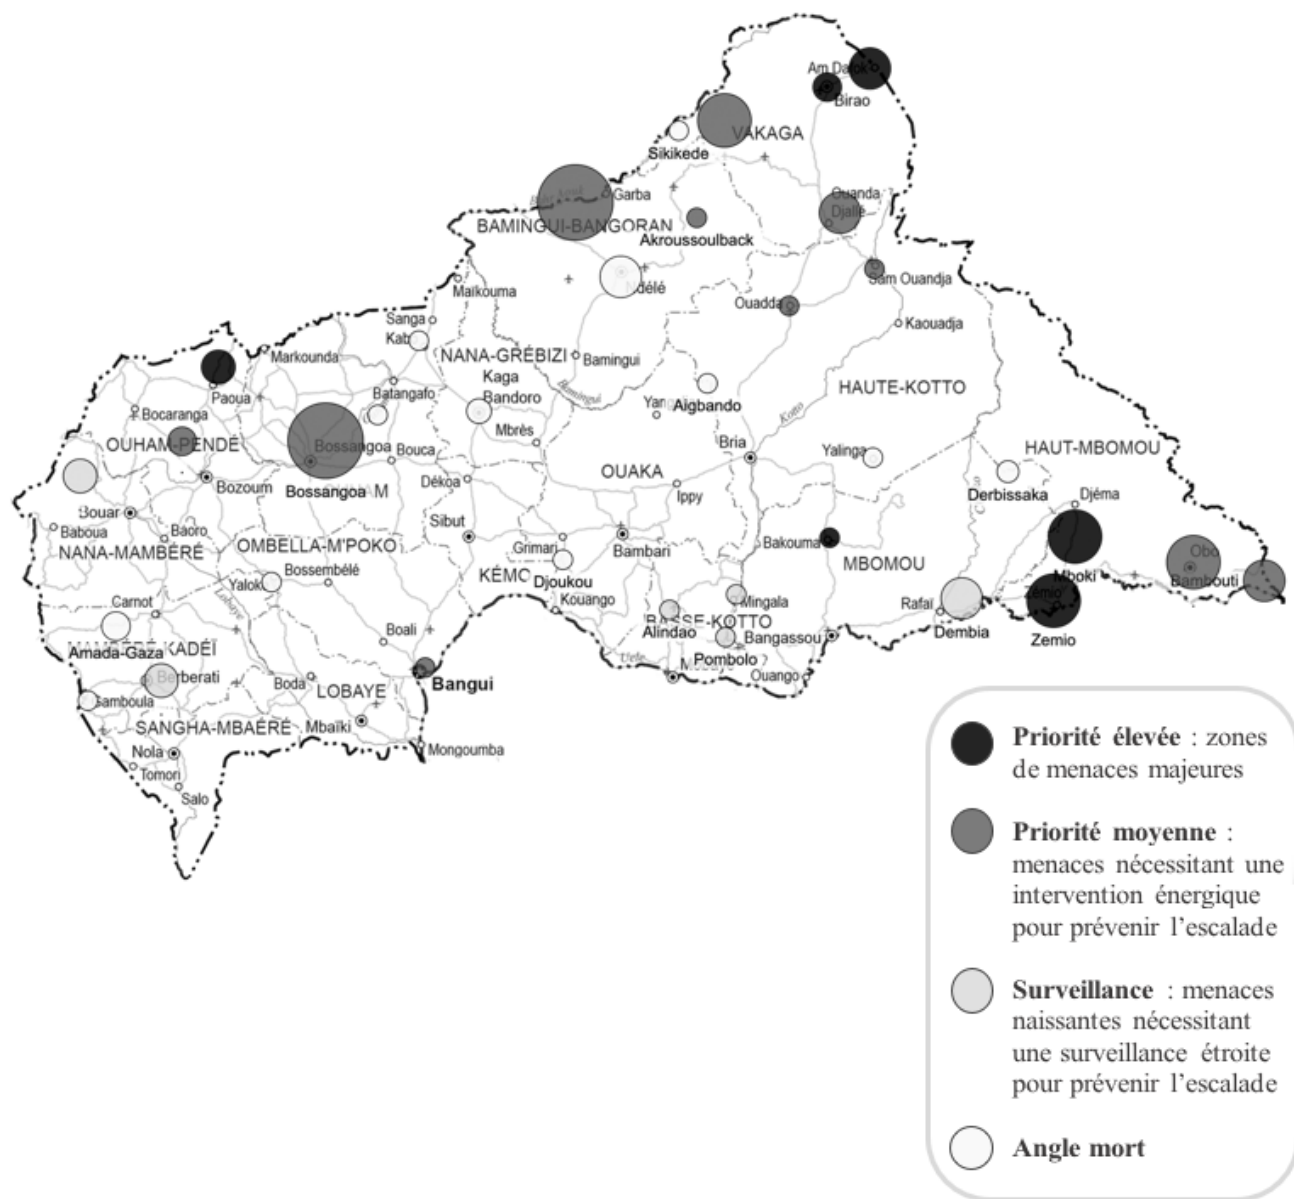 Am Dafok
Birao
VAKAGA
Sikikede
Garba
Ouanda
Djallé
BAMINGUI-BANGORAN
Akroussoulback
Ndélé
Sam Ouandja
Ouadda
Kaouadja
Maïkouma
Sanga
Kabo
Markounda
NANA-GRÉBIZI
Bamingui
Bamingui
Kaga
Bandoro
HAUTE-KOTTO
Paoua
Batangafo
Aigbando
Kotto
Bocaranga
Mbrès
OUHAM-PENDÉ
Bossangoa
Bouca
Bria
Yalinga
HAUT-MBOMOU
OUAKA
Derbissaka
Bozoum
Bossangoa
Dékoa
Ippy
Djéma
Bouar
Baboua
Baoro
Sibut
NANA-MAMBÉRÉ
OMBELLA-M'POKO
Grimari
Bambari
Bakouma
MBOMOU
Obo
Bossembélé
KÉMO
Djoukou
Mboki
Bambouti
Zémio
Carnot
Kouango
Mingala
Rafaï
BASSE-KOTTO
Dembia
Alindao
Bangassou
Zemio
Boali
Amada-Gaza
Pombolo
Ouango
Berberati
Boda
LOBAYE
Bangui
Gamboula
SANGHA-MBAÉRÉ
Mbaïki
Nola
Mongoumba
Tomori
Salo
Priorité élevée : zones
de menaces majeures
Priorité moyenne :
menaces nécessitant une
intervention énergique
pour prévenir l'escalade
Surveillance : menaces
naissantes nécessitant
une surveillance étroite
pour prévenir l'escalade
Angle mort